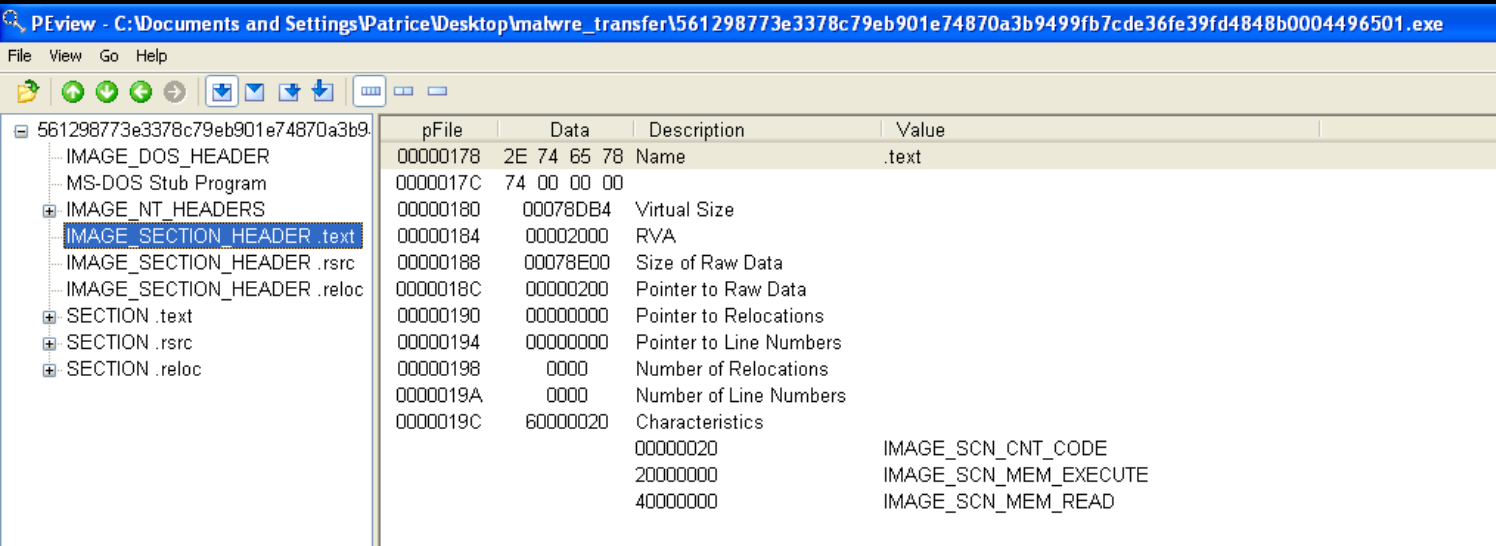 PEview - C:\Documents and Settings\Patrice\Desktop\malwre_transfer\561298773e3378c79eb901e74870a3b9499fb7cde36fe39fd4848b0004496501.exe
File View Go Help
561298773e3378c79eb901e74870a3b9
IMAGE_DOS_HEADER
MS-DOS Stub Program
IMAGE_NT_HEADERS
IMAGE_SECTION_HEADER .text
IMAGE_SECTION_HEADER .rsrc
IMAGE_SECTION_HEADER .reloc
SECTION .text
SECTION .rsrc
SECTION .reloc
pFile Data Description Value
00000178 2E 74 65 78 Name .text
0000017C 74 00 00 00
00000180 00078DB4 Virtual Size
00000184 00002000 RVA
00000188 00078E00 Size of Raw Data
0000018C 00000200 Pointer to Raw Data
00000190 00000000 Pointer to Relocations
00000194 00000000 Pointer to Line Numbers
00000198 0000 Number of Relocations
0000019A 0000 Number of Line Numbers
0000019C 60000020 Characteristics
00000020 IMAGE_SCN_CNT_CODE
20000000 IMAGE_SCN_MEM_EXECUTE
40000000 IMAGE_SCN_MEM_READ